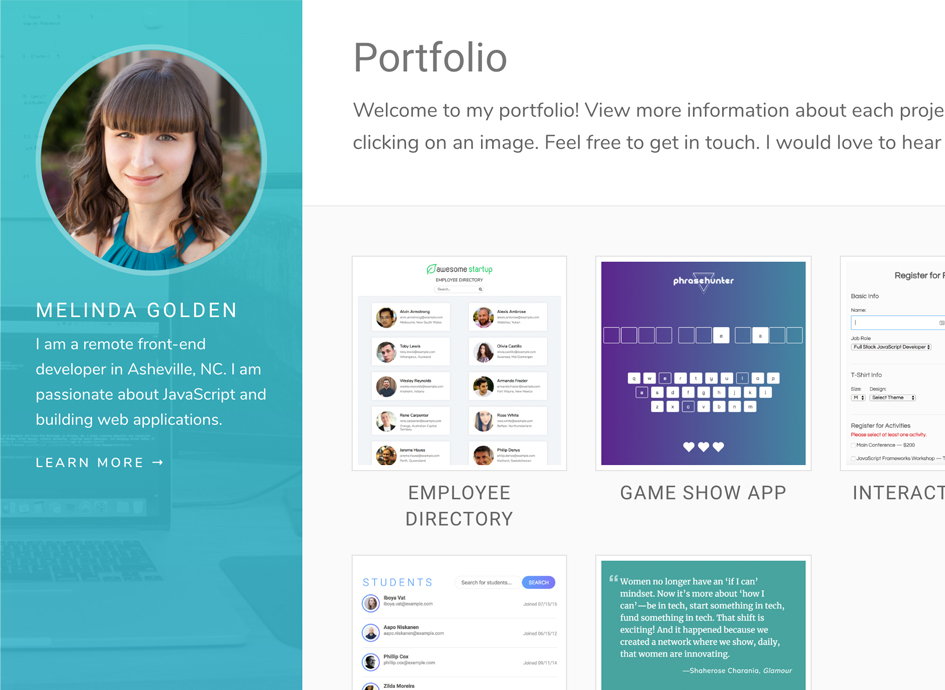 MELINDA GOLDEN
I am a remote front-end
developer in Asheville, NC. I am
passionate about JavaScript and
building web applications.
LEARN MORE →
Portfolio
Welcome to my portfolio! View more information about each proje
clicking on an image. Feel free to get in touch. I would love to hear
awesome startup
EMPLOYEE DIRECTORY
Search...
Alvin Armstrong
Alexis Ambrose
Toby Lewis
Olivia Castillo
Wesley Reynolds
Armando Frazier
Rene Carpenter
Rose White
Jerome Hayes
Philip Denys
EMPLOYEE
DIRECTORY
phrasehunter
e a
q w e r t y u i o p
a s d f g h j k l
z x c v b n m
GAME SHOW APP
Register for F
Basic Info
Name:
Job Role
Full Stack JavaScript Developer
T-Shirt Info
Size: Design:
M Select Theme
Register for Activities
Please select at least one activity.
Main Conference — $200
JavaScript Frameworks Workshop — T
INTERACT
STUDENTS
Search for students...
SEARCH
Iboya Vat
iboya.vat@example.com
Joined 07/15/15
Aapo Niskanen
aapo.niskanen@example.com
Joined 06/15/12
Phillip Cox
phillip.cox@example.com
Joined 09/11/14
Zilda Moreira
“Women no longer have an ‘if I can’
mindset. Now it’s more about ‘how I
can’—be in tech, start something in tech,
fund something in tech. That shift is
exciting! And it happened because we
created a network where we show, daily,
that women are innovating.
—Shaherose Charania, Glamour